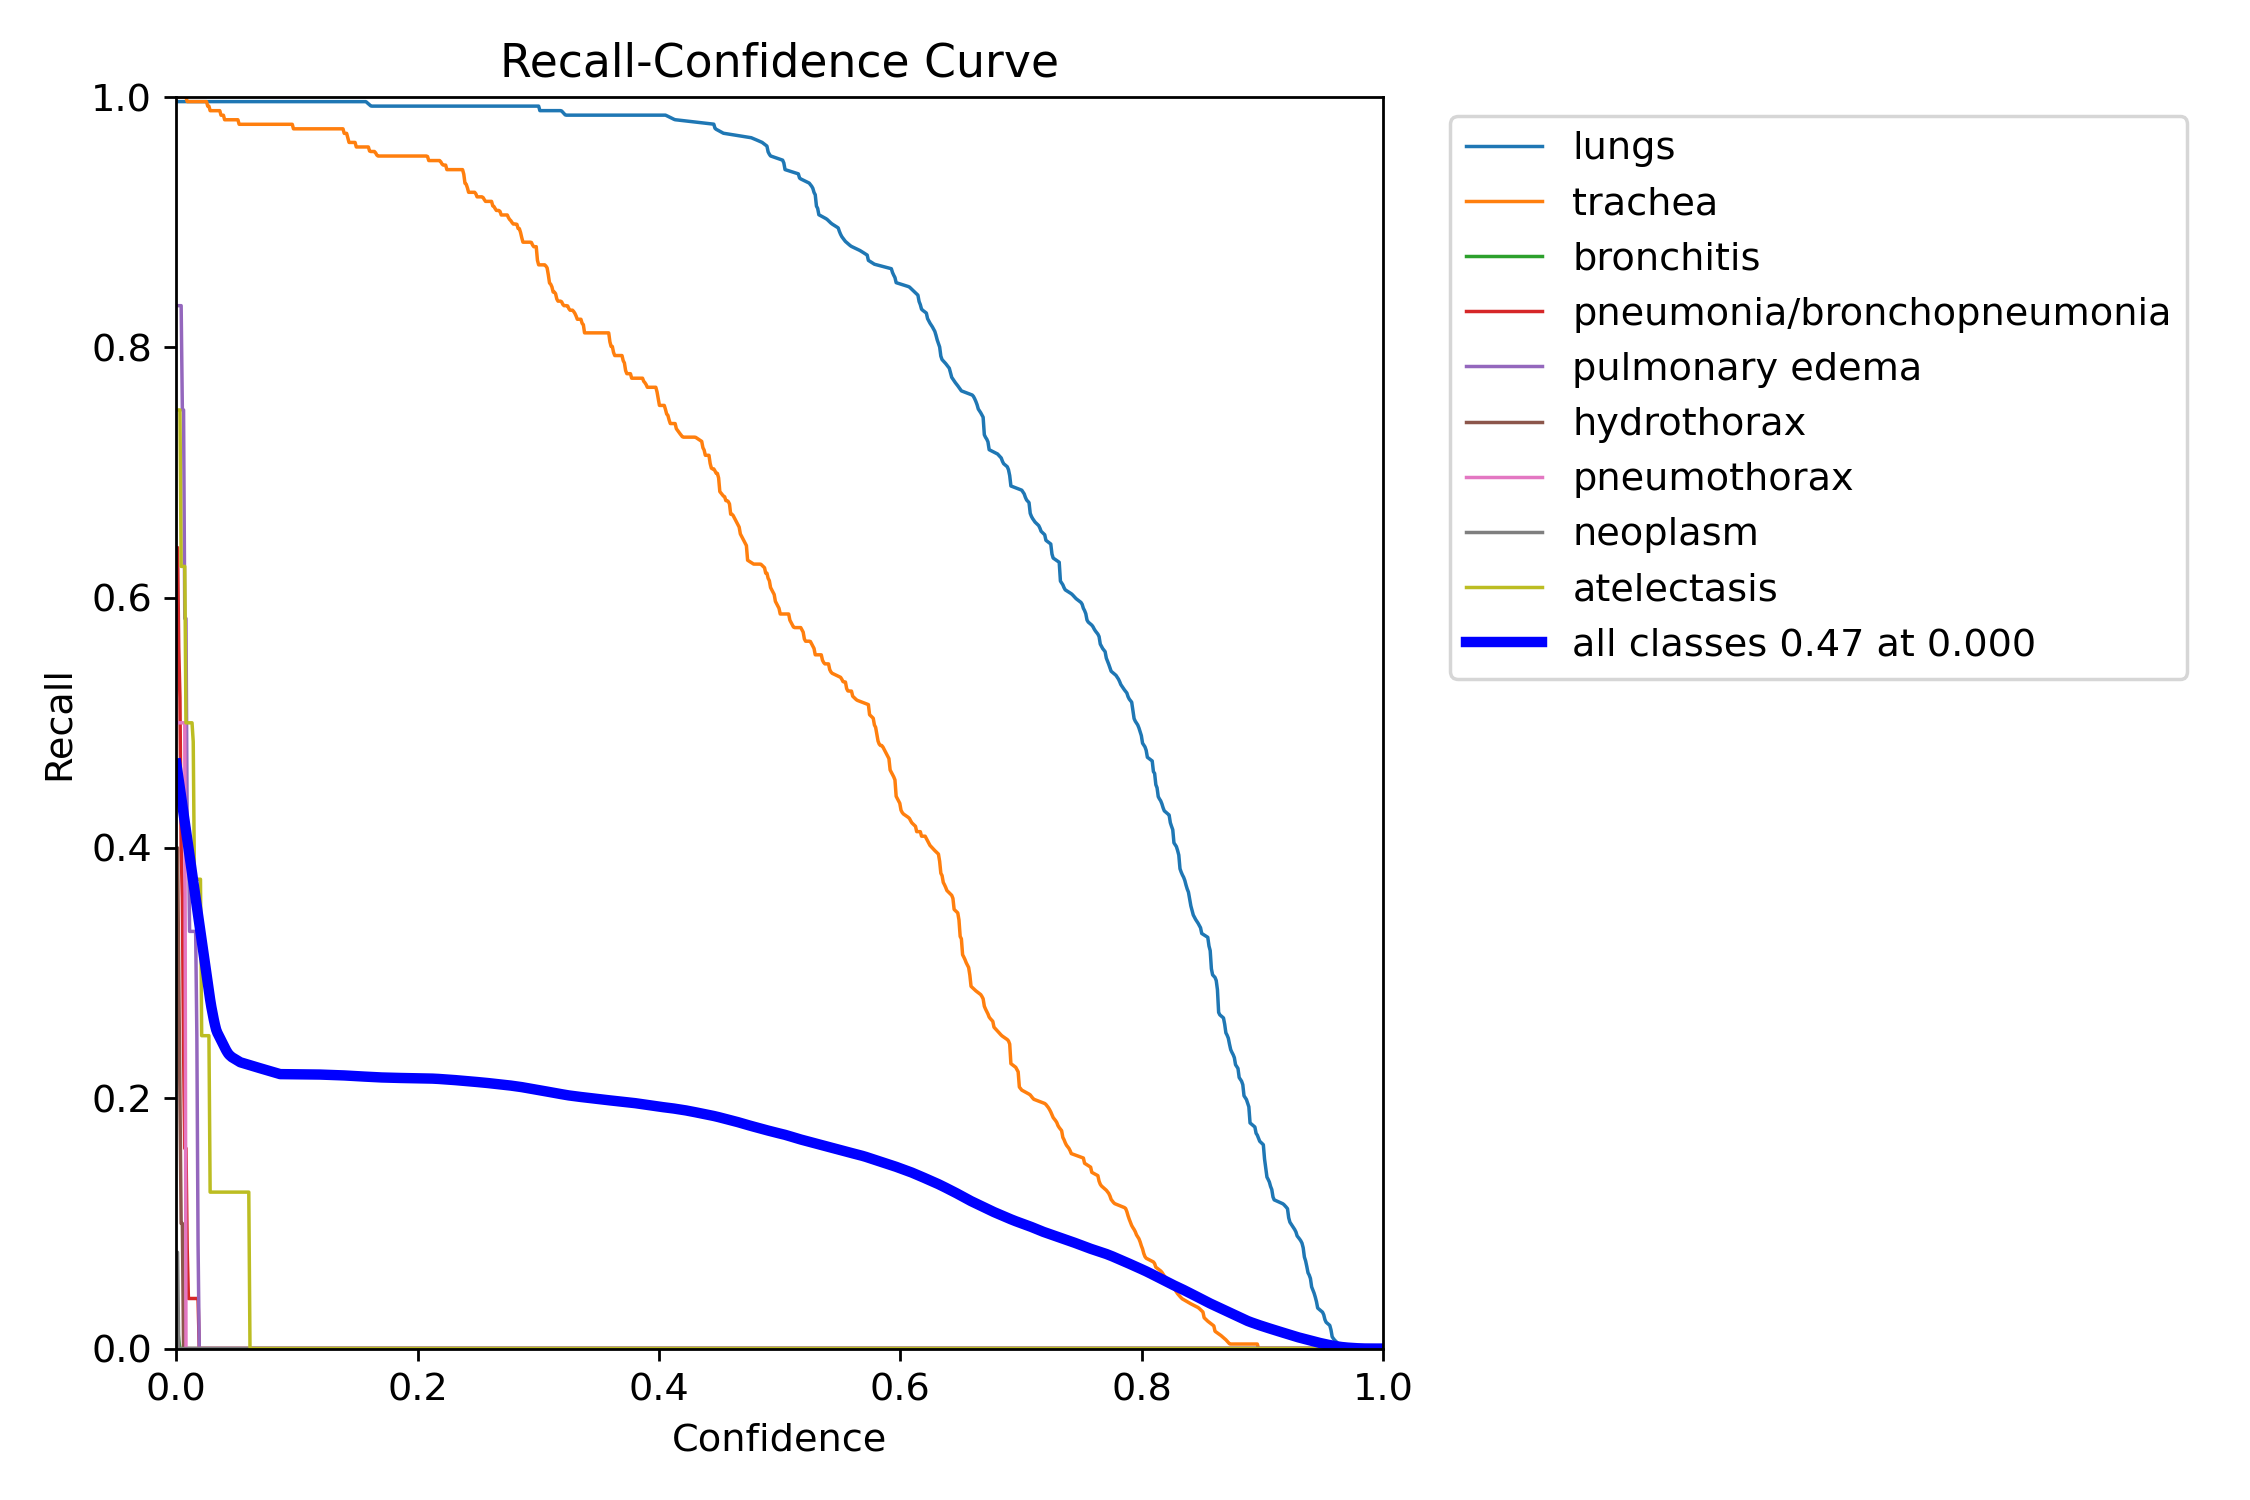 Recall-Confidence Curve
1.0
0.8
0.6
0.4
0.2
0.0
Recall
0.0 0.2 0.4 0.6 0.8 1.0
Confidence
lungs
trachea
bronchitis
pneumonia/bronchopneumonia
pulmonary edema
hydrothorax
pneumothorax
neoplasm
atelectasis
all classes 0.47 at 0.000